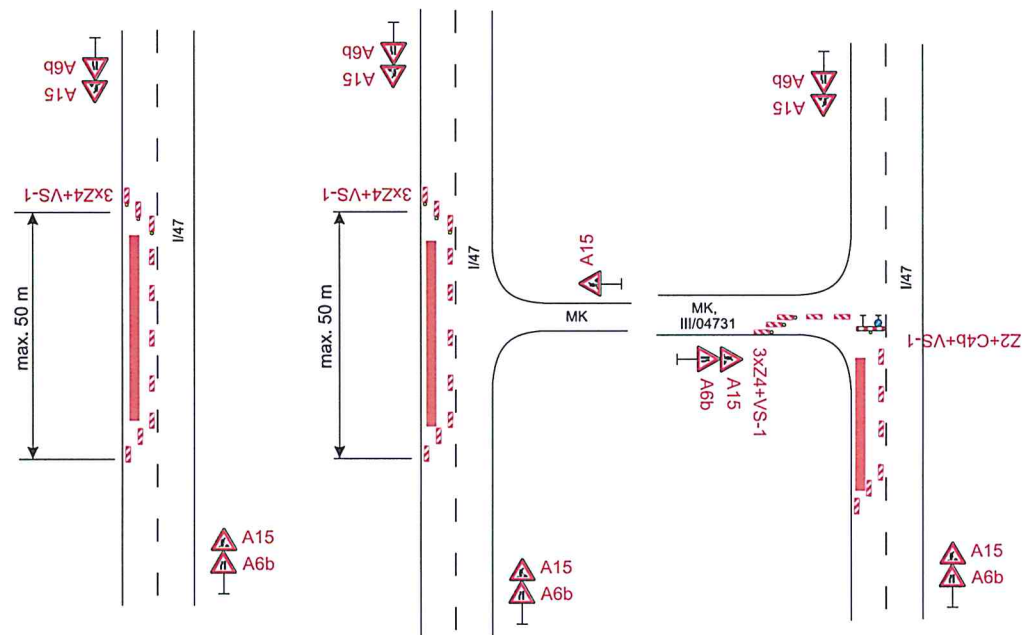 A6b
A15
3xZ4+VS-1
max. 50 m
I/47
A15
A6b
A6b
A15
3xZ4+VS-1
max. 50 m
I/47
A15
MK
A15
A6b
A6b
A15
I/47
MK,
III/04731
Z2+C4b+VS-1
3xZ4+VS-1
A15
A6b
A15
A6b